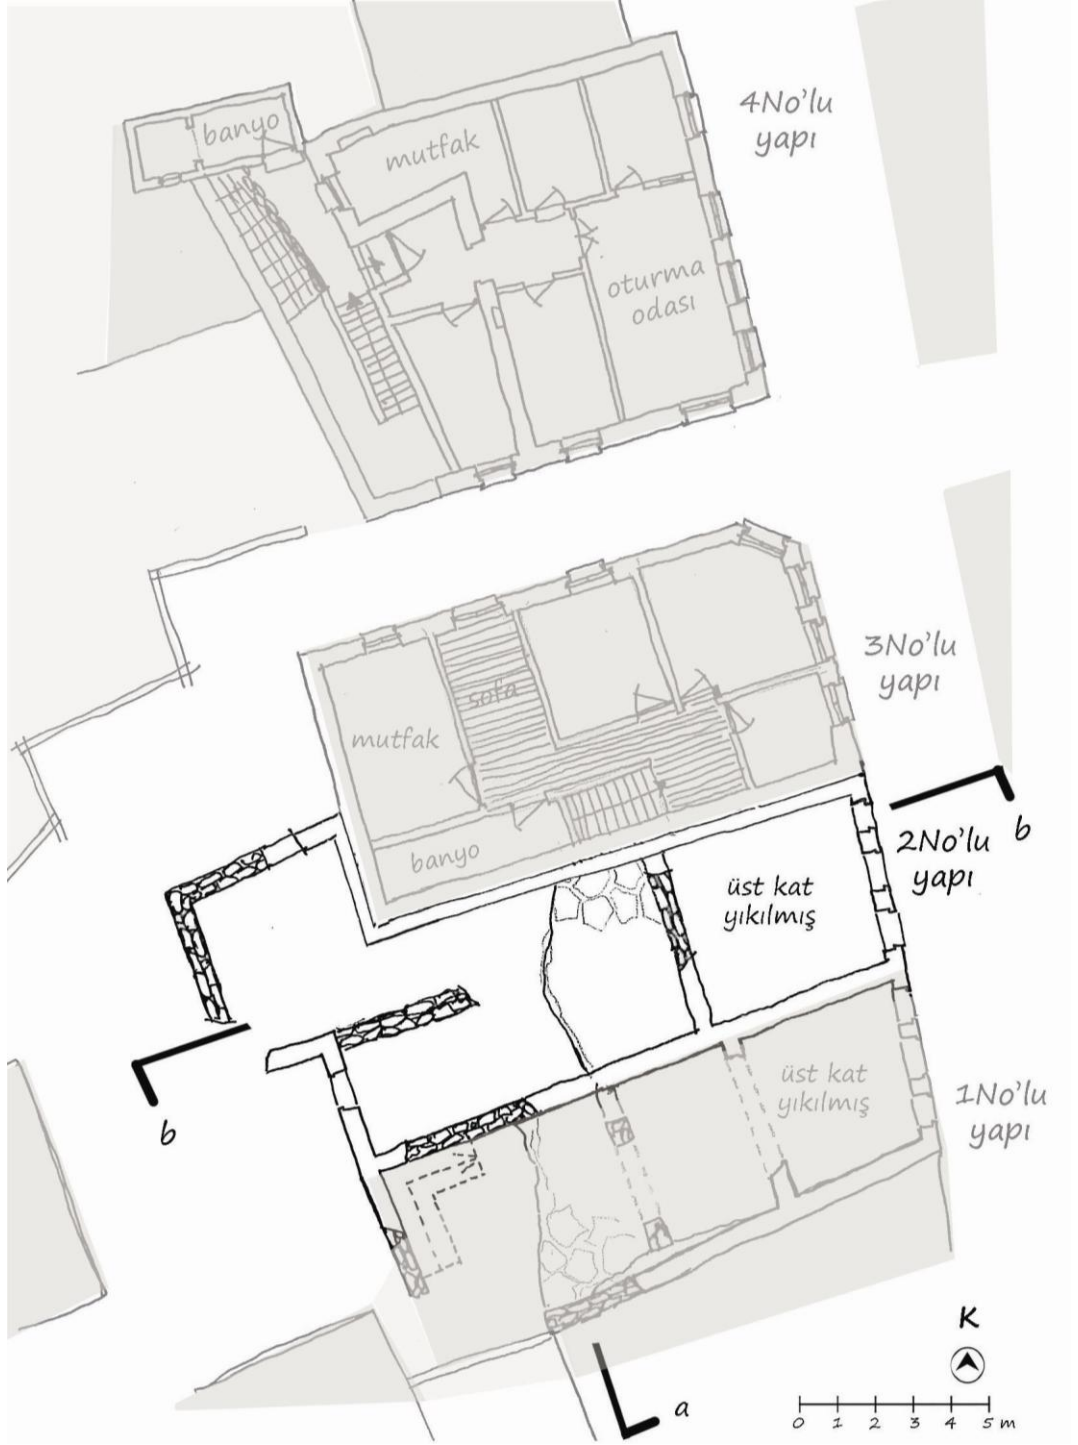 4No'lu
yapı
banyo
mutfak
oturma
odası
3No'lu
yapı
sofa
mutfak
banyo
b
2No'lu
yapı
üst kat
yıkılmış
üst kat
yıkılmış
1No'lu
yapı
b
a
K
0 1 2 3 4 5 m